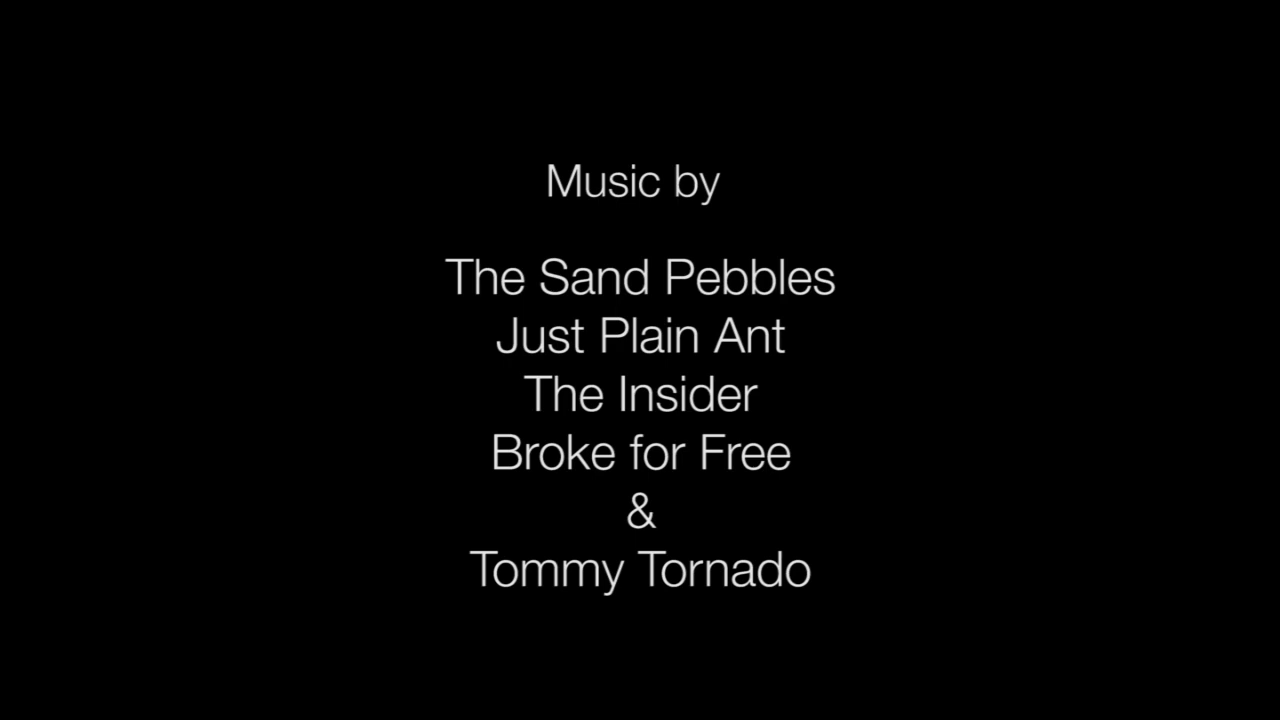 Music by
The Sand Pebbles
Just Plain Ant
The Insider
Broke for Free
&
Tommy Tornado